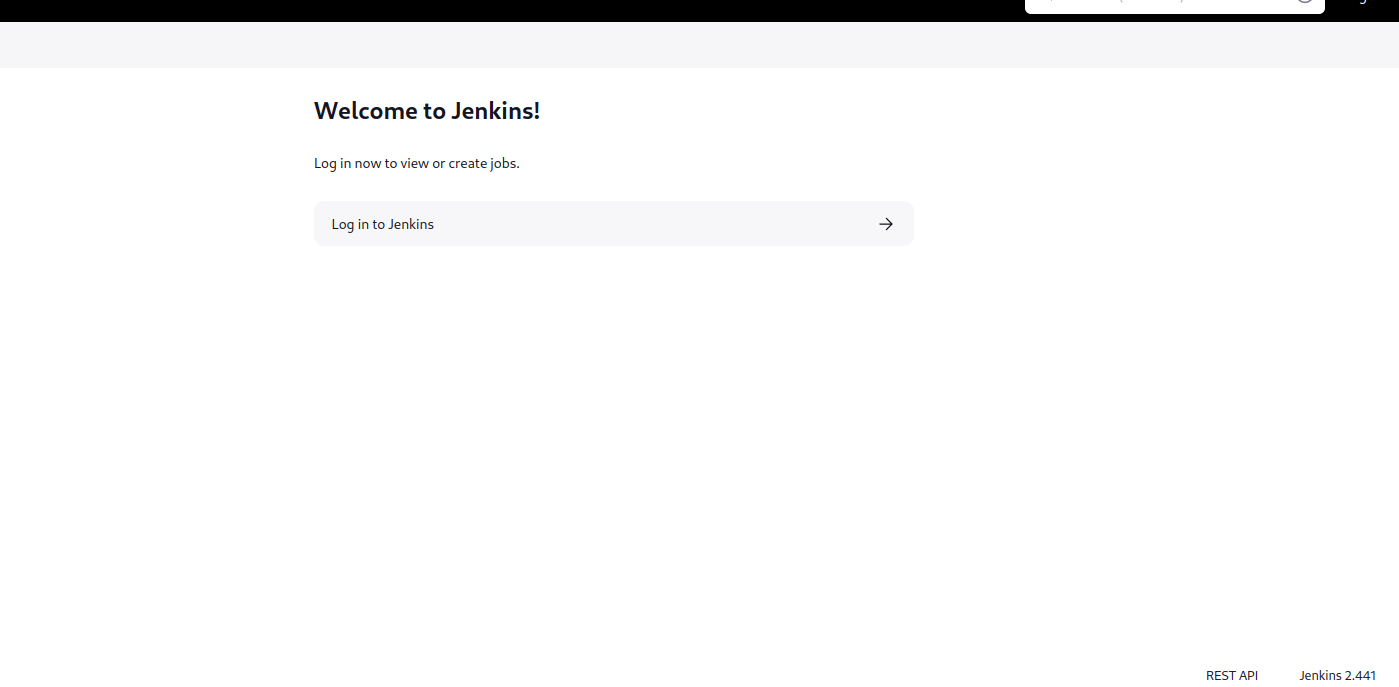 Welcome to Jenkins!
Log in now to view or create jobs.
Log in to Jenkins
REST API
Jenkins 2.441